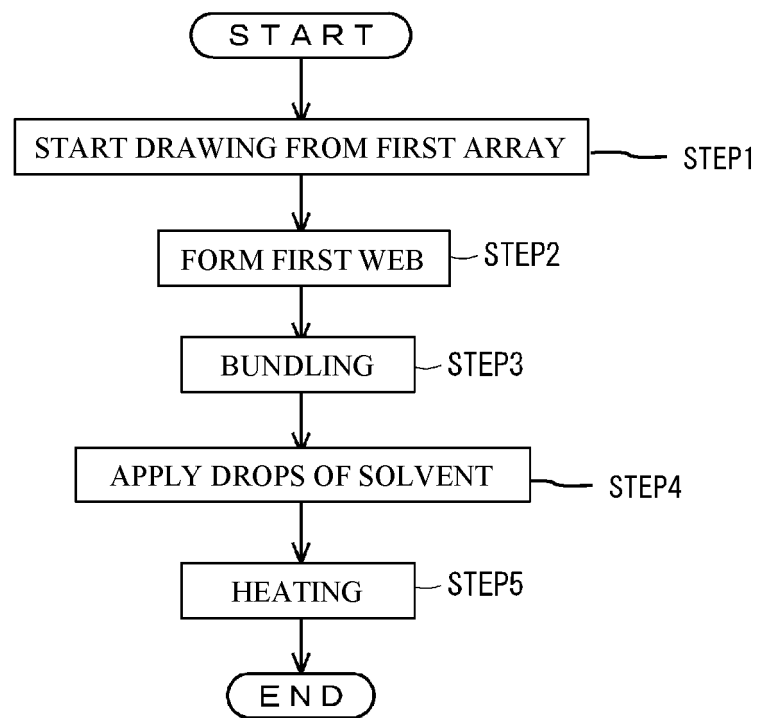 START
START DRAWING FROM FIRST ARRAY
STEP1
FORM FIRST WEB
STEP2
BUNDLING
STEP3
APPLY DROPS OF SOLVENT
STEP4
HEATING
STEP5
END